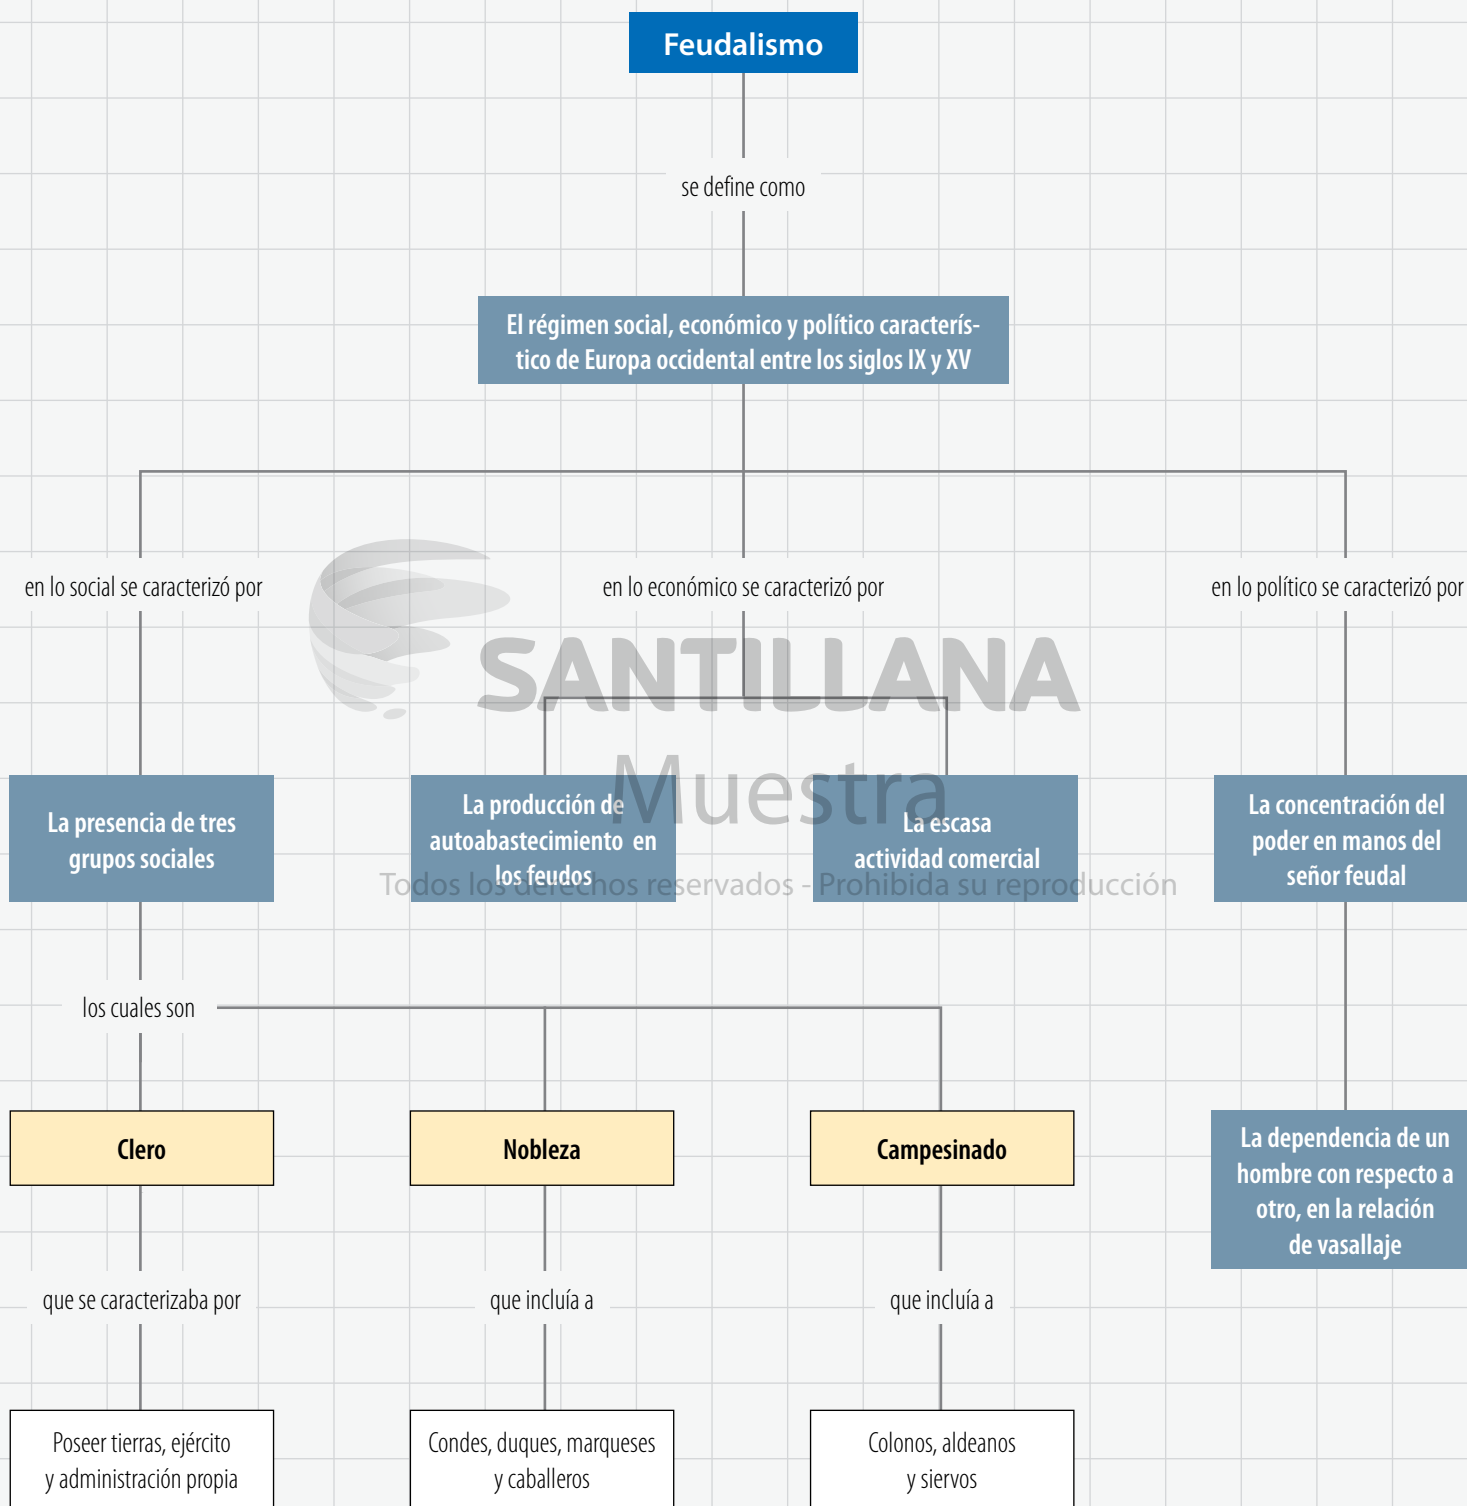 Feudalismo
se define como
El régimen social, económico y político caracterís-
tico de Europa occidental entre los siglos IX y XV
en lo social se caracterizó por
en lo económico se caracterizó por
en lo político se caracterizó por
SANTILLANA
Muestra
Todos los derechos reservados - Prohibida su reproducción
La presencia de tres
grupos sociales
La producción de
autoabastecimiento en
los feudos
La escasa
actividad comercial
La concentración del
poder en manos del
señor feudal
los cuales son
Clero
Nobleza
Campesinado
La dependencia de un
hombre con respecto a
otro, en la relación
de vasallaje
que se caracterizaba por
que incluía a
que incluía a
Poseer tierras, ejército
y administración propia
Condes, duques, marqueses
y caballeros
Colonos, aldeanos
y siervos